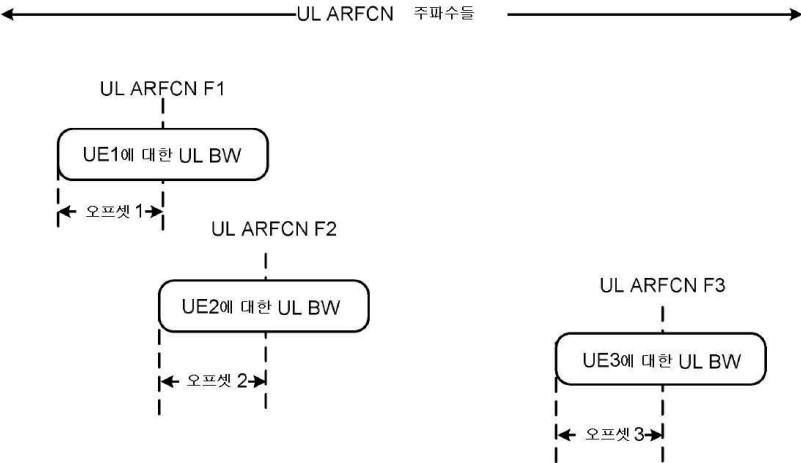 UL ARFCN 주파수들
UL ARFCN F1
UE1에 대한 UL BW
오프셋 1
UL ARFCN F2
UE2에 대한 UL BW
오프셋 2
UL ARFCN F3
UE3에 대한 UL BW
오프셋 3